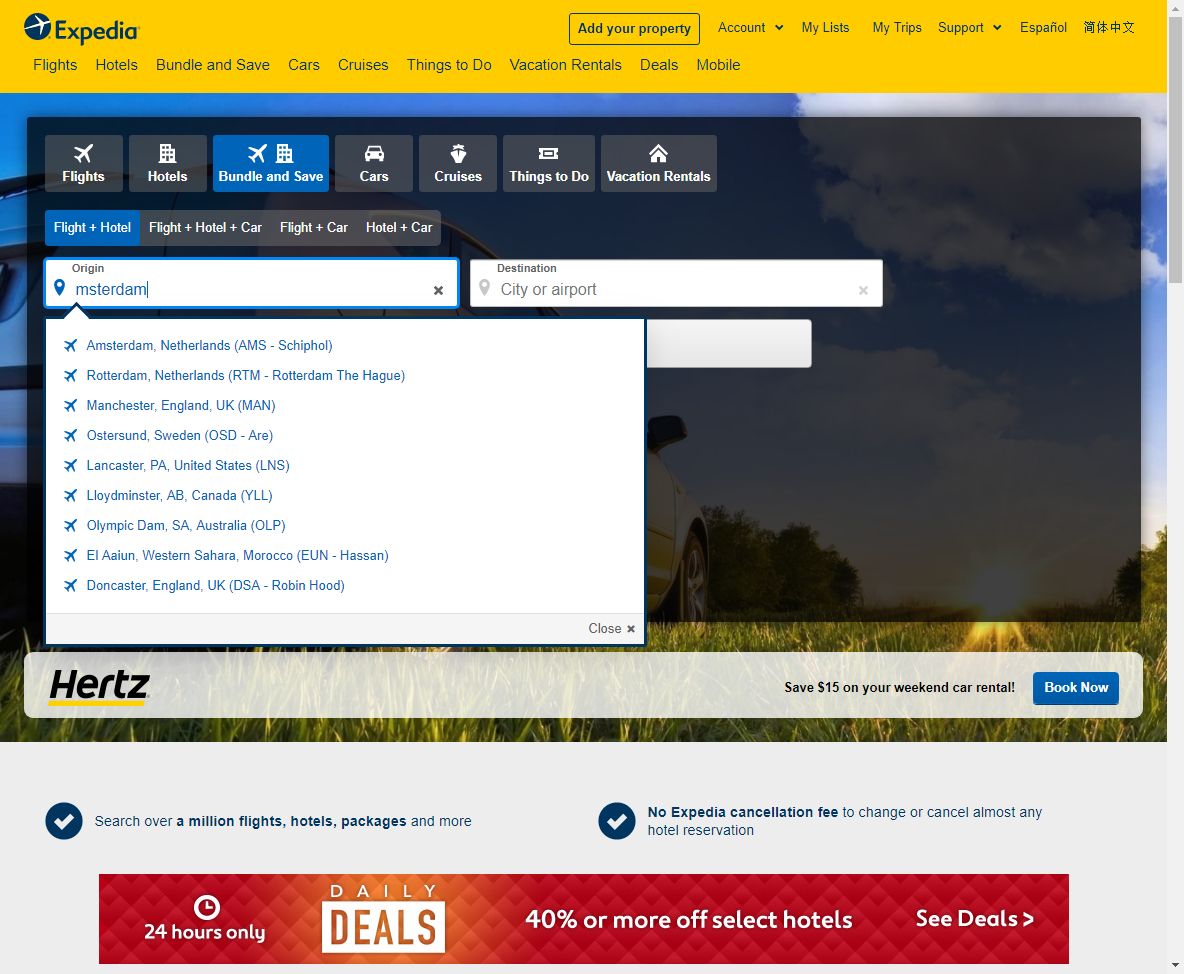 Expedia
Add your property
Account
My Lists
My Trips
Support
Español
简体中文
Flights
Hotels
Bundle and Save
Cars
Cruises
Things to Do
Vacation Rentals
Deals
Mobile
Flights
Hotels
Bundle and Save
Cars
Cruises
Things to Do
Vacation Rentals
Flight + Hotel
Flight + Hotel + Car
Flight + Car
Hotel + Car
Origin
msterdam
Destination
City or airport
Amsterdam, Netherlands (AMS - Schiphol)
Rotterdam, Netherlands (RTM - Rotterdam The Hague)
Manchester, England, UK (MAN)
Ostersund, Sweden (OSD - Are)
Lancaster, PA, United States (LNS)
Lloydminster, AB, Canada (YLL)
Olympic Dam, SA, Australia (OLP)
El Aaiun, Western Sahara, Morocco (EUN - Hassan)
Doncaster, England, UK (DSA - Robin Hood)
Close
Hertz
Save $15 on your weekend car rental!
Book Now
Search over a million flights, hotels, packages and more
No Expedia cancellation fee to change or cancel almost any
hotel reservation
24 hours only
DAILY
DEALS
40% or more off select hotels
See Deals >